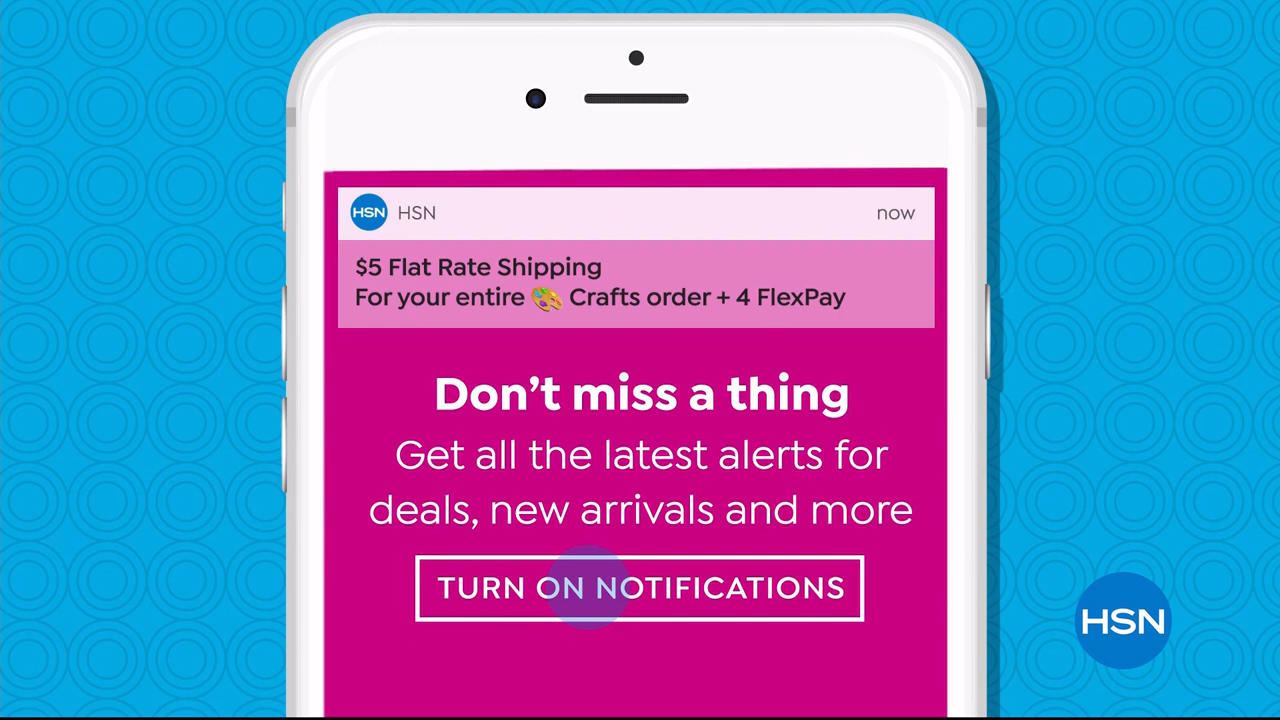 HSN HSN now
$5 Flat Rate Shipping
For your entire 🎨 Crafts order + 4 FlexPay
Don't miss a thing
Get all the latest alerts for
deals, new arrivals and more
TURN ON NOTIFICATIONS
HSN